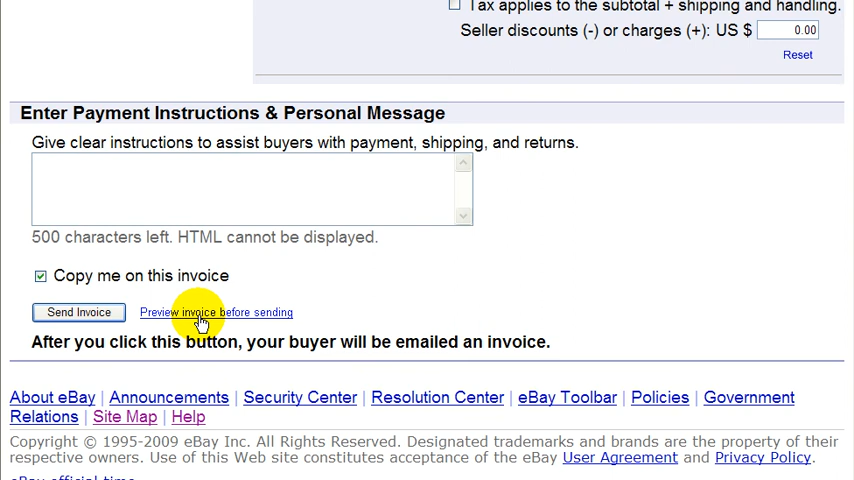 Tax applies to the subtotal + shipping and handling.
Seller discounts (-) or charges (+): US $ 0.00
Reset
Enter Payment Instructions & Personal Message
Give clear instructions to assist buyers with payment, shipping, and returns.
500 characters left. HTML cannot be displayed.
Copy me on this invoice
Send Invoice Preview invoice before sending
After you click this button, your buyer will be emailed an invoice.
About eBay | Announcements | Security Center | Resolution Center | eBay Toolbar | Policies | Government
Relations | Site Map | Help
Copyright © 1995-2009 eBay Inc. All Rights Reserved. Designated trademarks and brands are the property of their
respective owners. Use of this Web site constitutes acceptance of the eBay User Agreement and Privacy Policy.
eBay official time